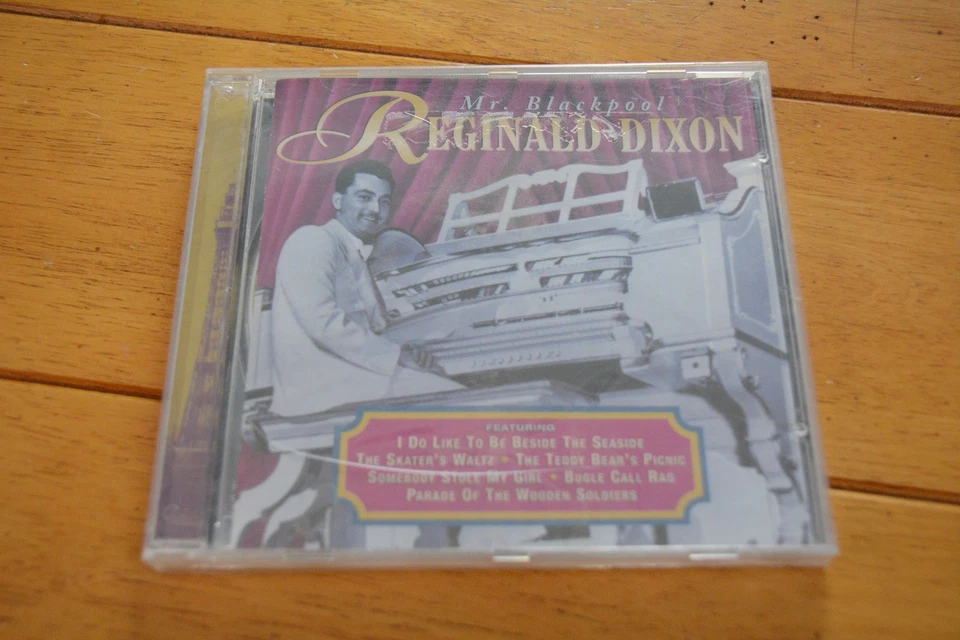 Mr. Blackpool
REGINALD DIXON
FEATURING
I DO LIKE TO BE BESIDE THE SEASIDE
THE SKATER'S WALTZ • THE TEDDY BEAR'S PICNIC
SOMEBODY STOLE MY GIRL • BUGLE CALL RAG
PARADE OF THE WOODEN SOLDIERS